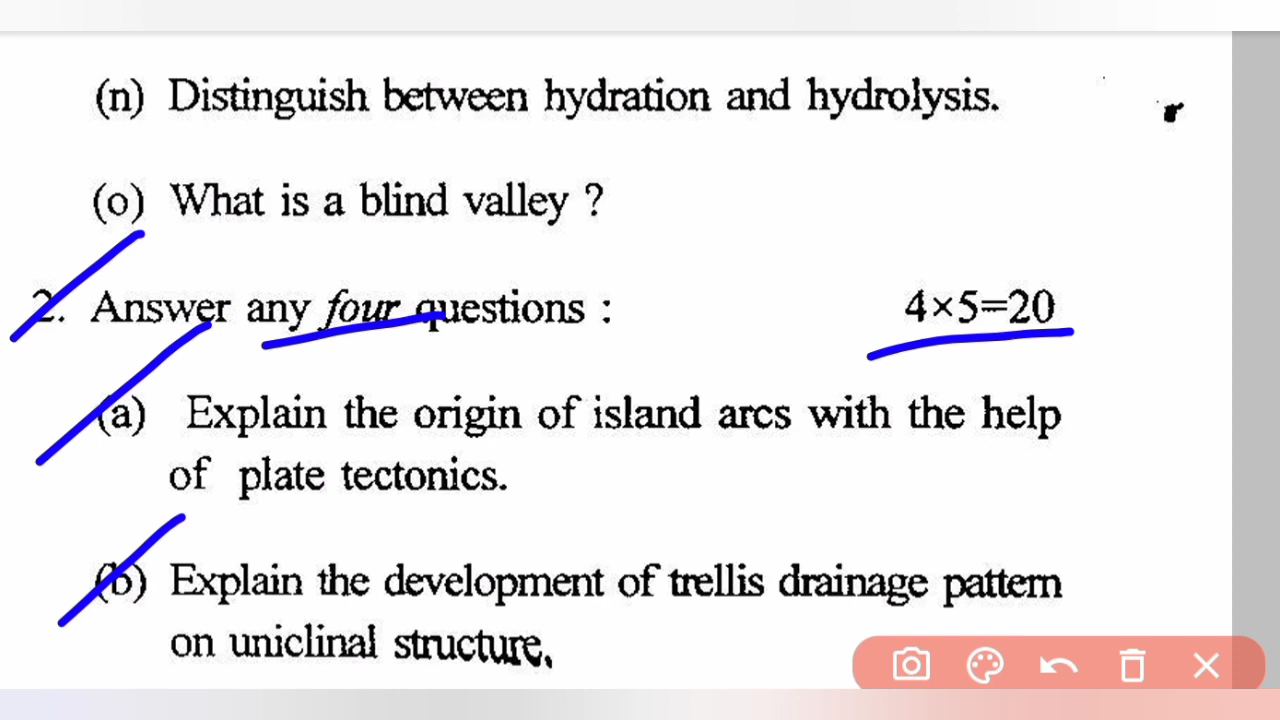 (n) Distinguish between hydration and hydrolysis.
(o) What is a blind valley ?
2. Answer any four questions : 4×5=20
(a) Explain the origin of island arcs with the help
of plate tectonics.
(b) Explain the development of trellis drainage pattern
on uniclinal structure.